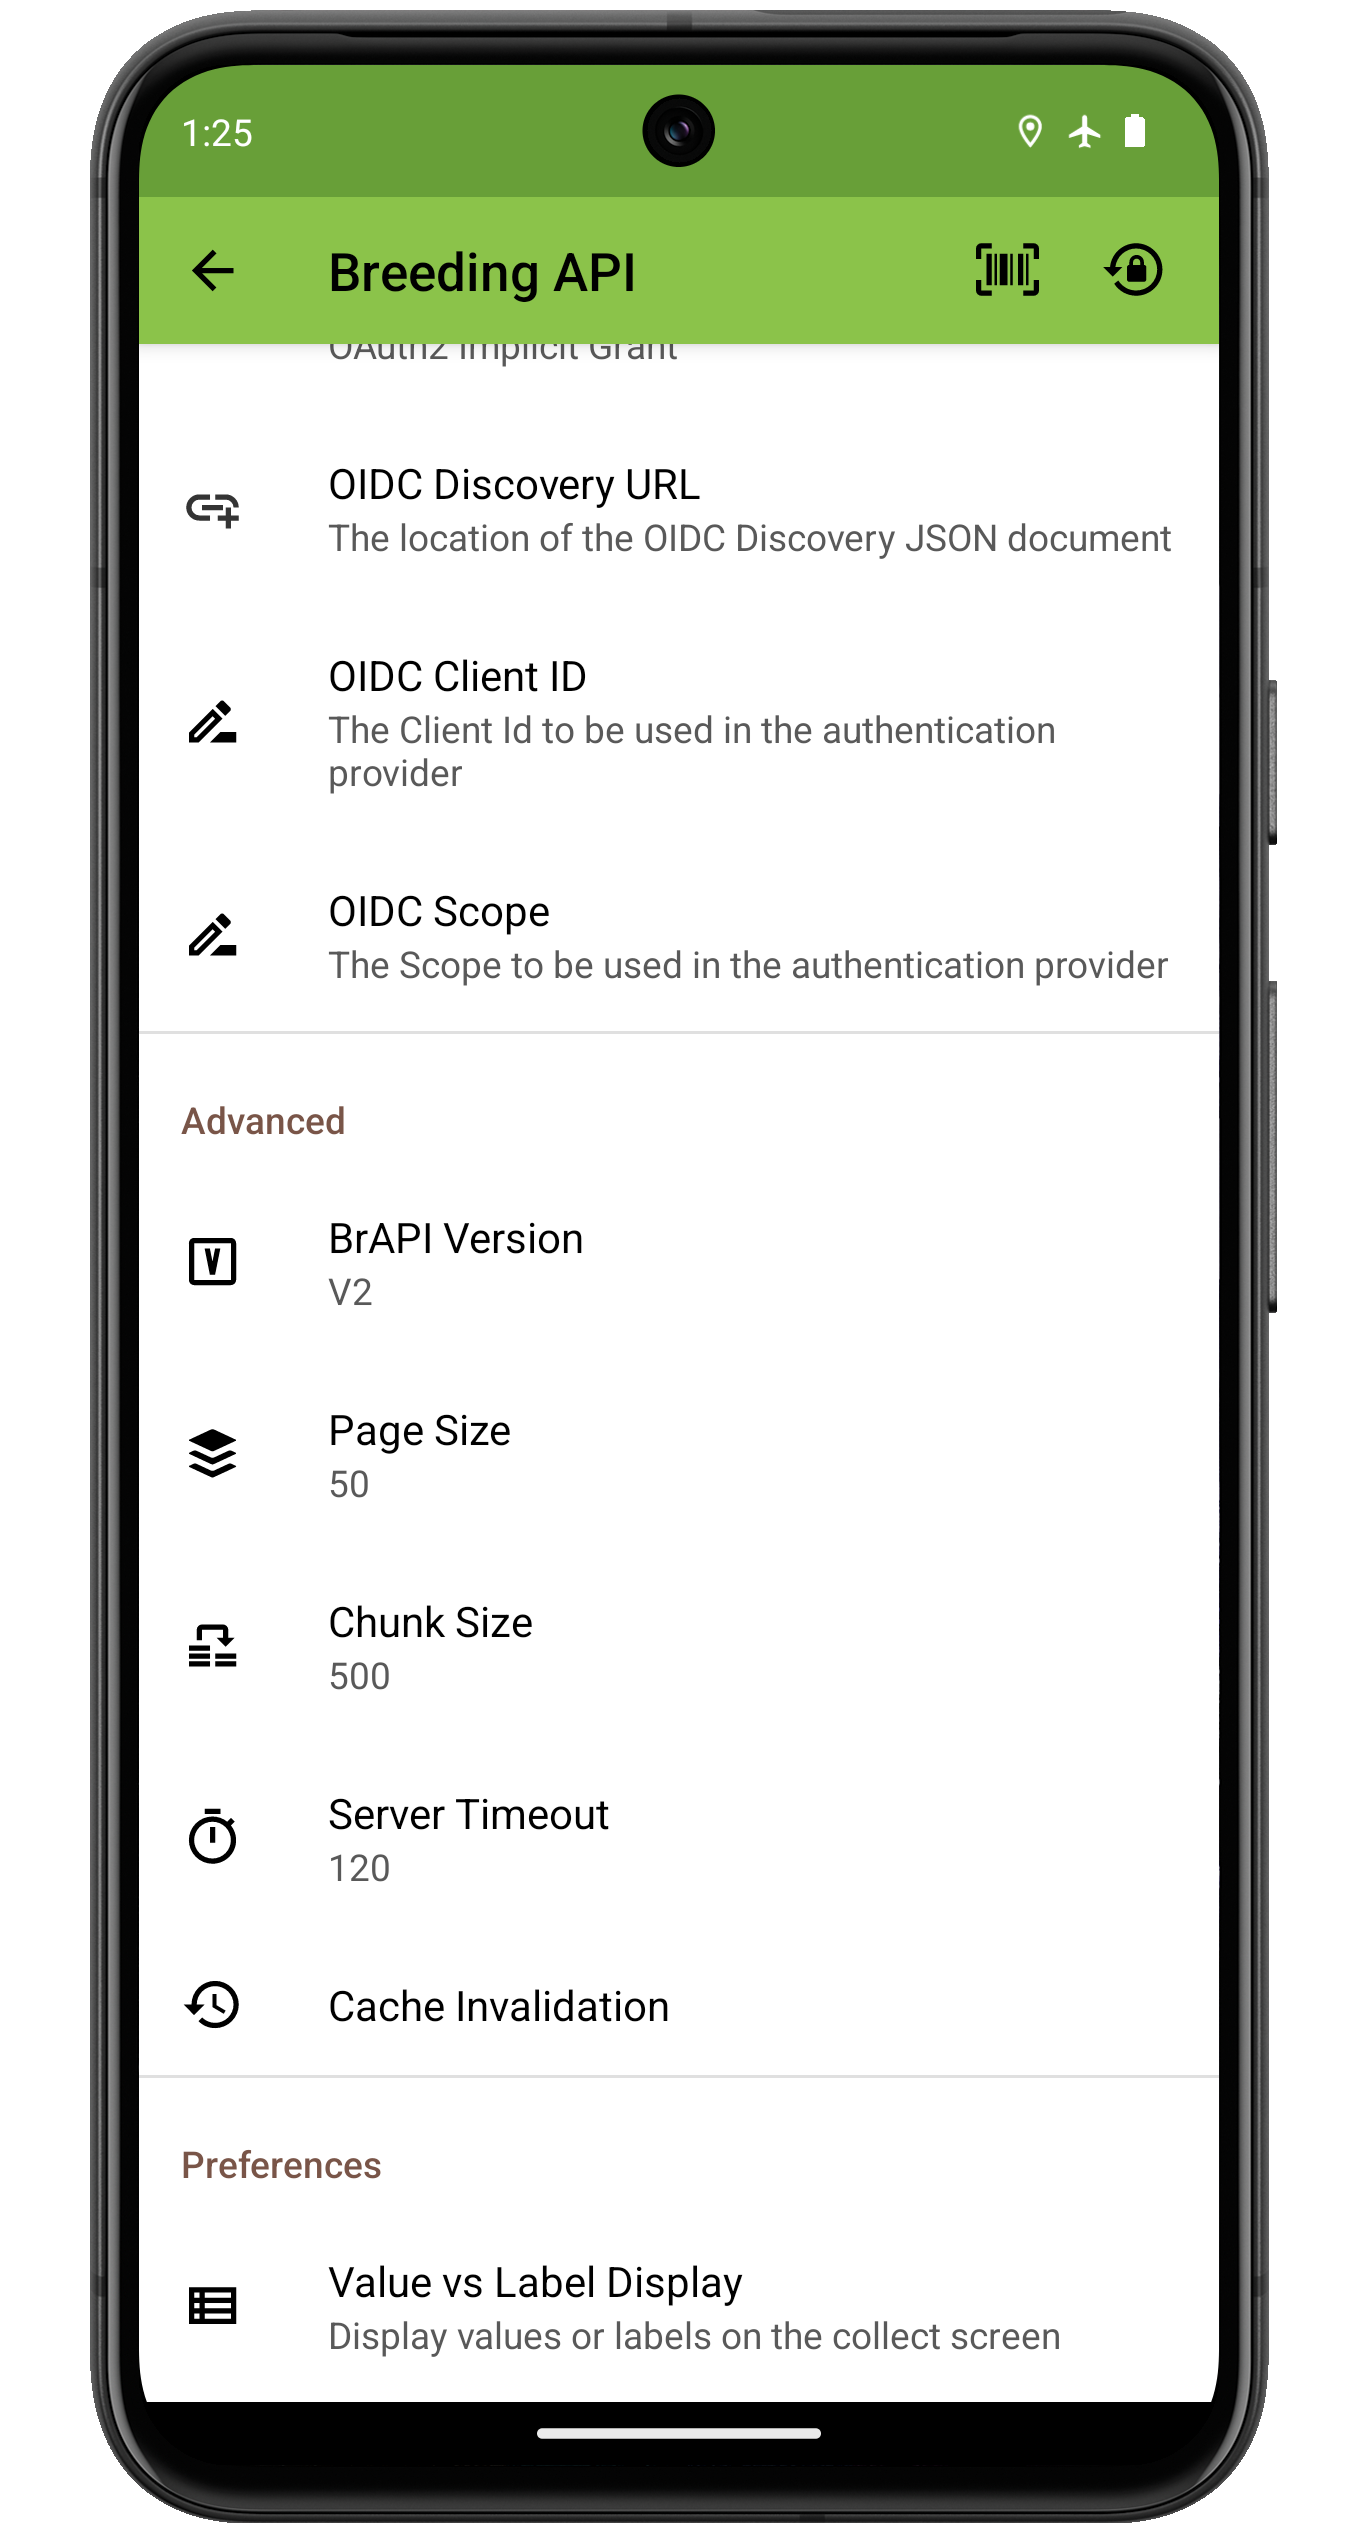 1:25
Breeding API
OAuth2 Implicit Grant
OIDC Discovery URL
The location of the OIDC Discovery JSON document
OIDC Client ID
The Client Id to be used in the authentication
provider
OIDC Scope
The Scope to be used in the authentication provider
Advanced
BrAPI Version
V2
Page Size
50
Chunk Size
500
Server Timeout
120
Cache Invalidation
Preferences
Value vs Label Display
Display values or labels on the collect screen